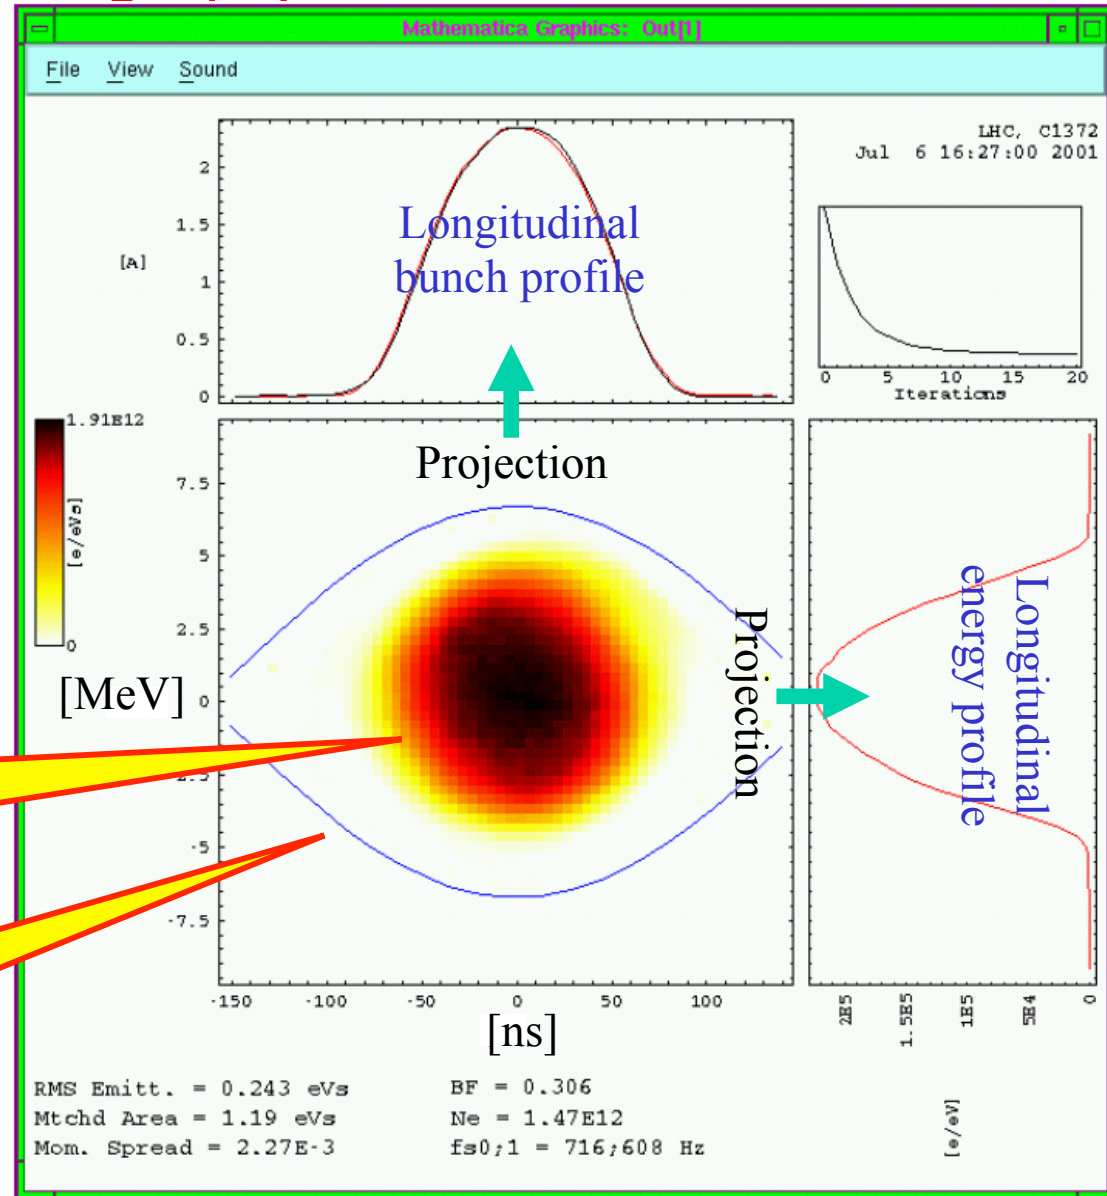 Mathematica Graphics: Out[1]
File View Sound
LHC, C1372
Jul 6 16:27:00 2001
2
1.5
1
0.5
0
[A]
Longitudinal
bunch profile
0 5 10 15 20
Iterations
1.91E12
[e/eVs]
0
Projection
7.5
5
2.5
0
-5
-7.5
[MeV]
Projection
Longitudinal
energy profile
-150 -100 -50 0 50 100
[ns]
2E5 1.5E5 1E5 5E4 0
[e/eV]
RMS Emitt. = 0.243 eVs
BF = 0.306
Mtchd Area = 1.19 eVs
Ne = 1.47E12
Mom. Spread = 2.27E-3
fs0;1 = 716;608 Hz